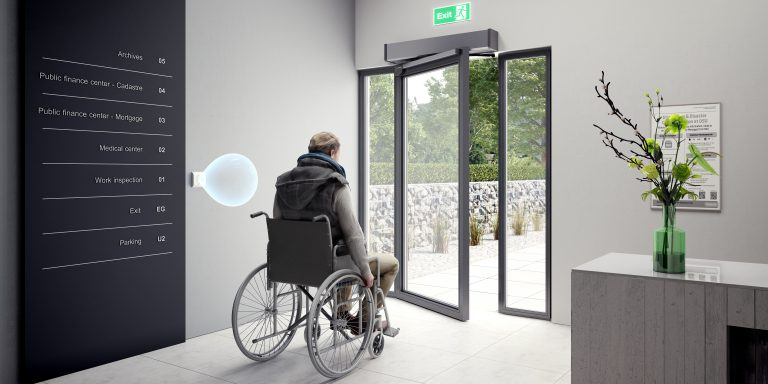 Exit
Archives 05
Public finance center - Cadastre 04
Public finance center - Mortgage 03
Medical center 02
Work inspection 01
Exit EG
Parking U2